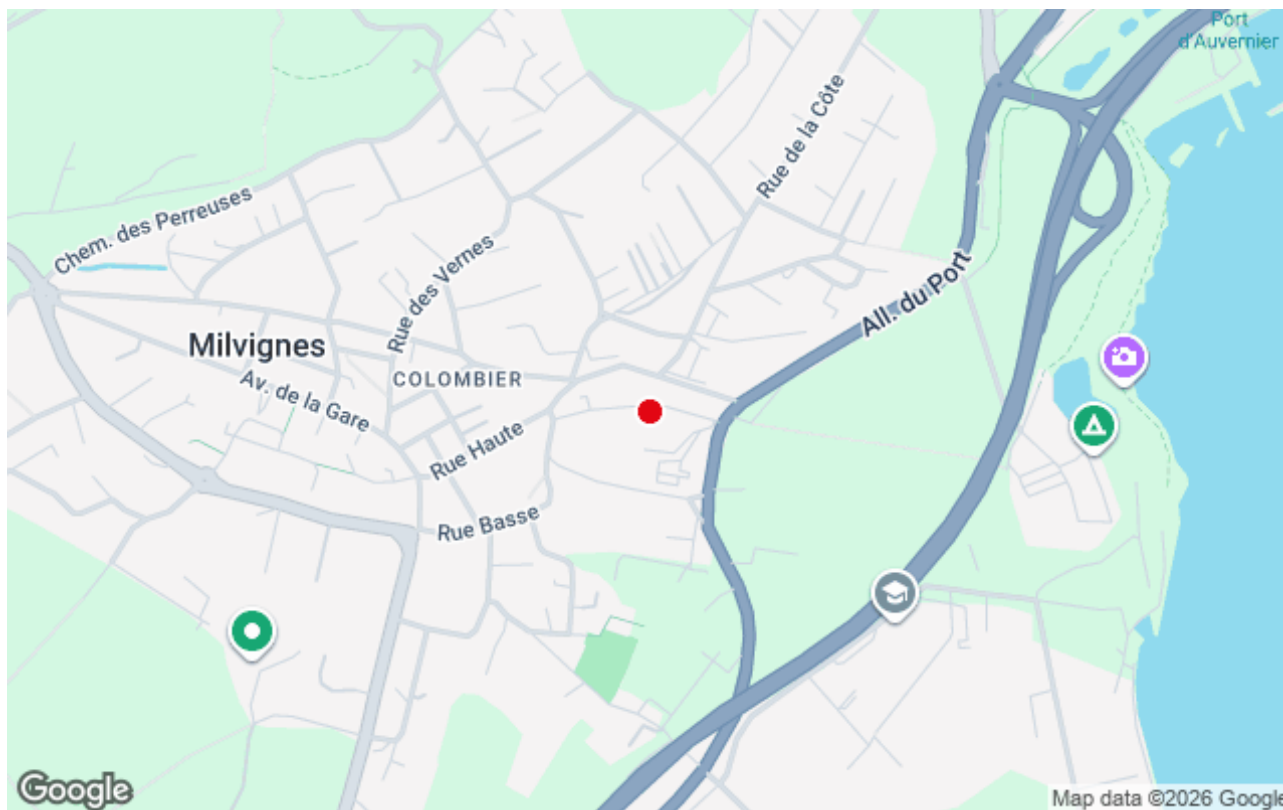 Port
d'Auvernier
Rue de la Côte
Chem. des Perreuses
Rue des Vernes
All. du Port
Milvignes
COLOMBIER
Av. de la Gare
Rue Haute
Rue Basse
Google
Map data ©2026 Google